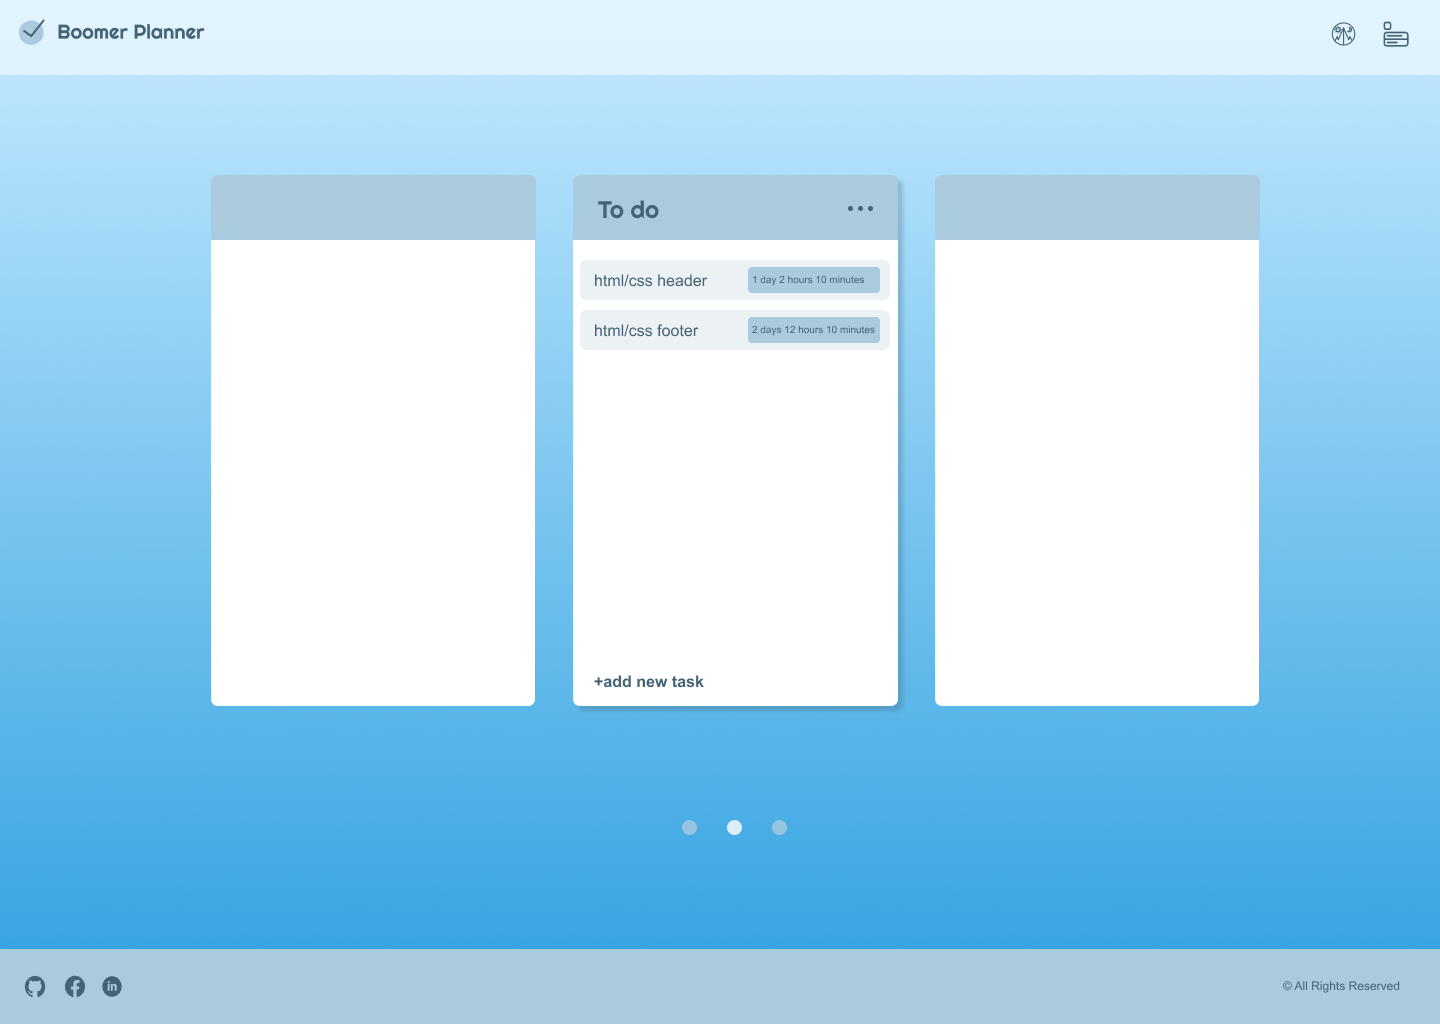 Boomer Planner
To do
html/css header
1 day 2 hours 10 minutes
html/css footer
2 days 12 hours 10 minutes
+add new task
in
© All Rights Reserved